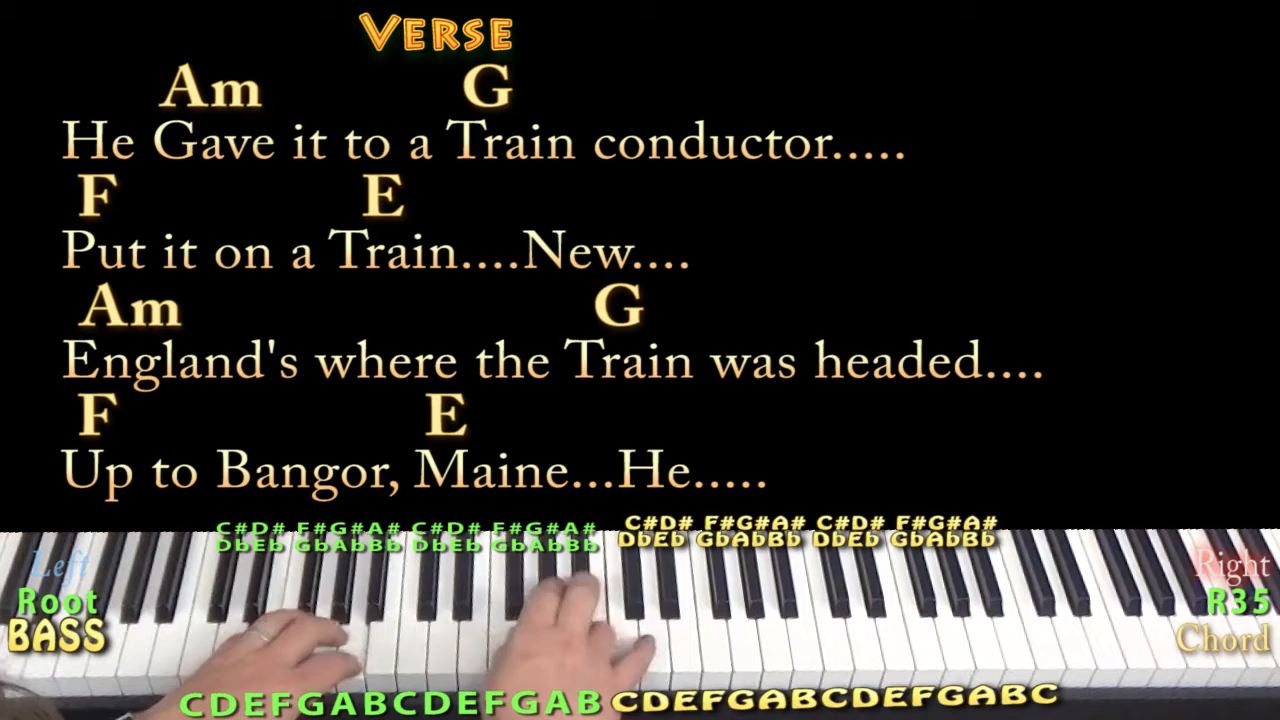 VERSE
Am G
He Gave it to a Train conductor.....
F E
Put it on a Train....New....
Am G
England's where the Train was headed....
F E
Up to Bangor, Maine...He.....
C#D# F#G#A# C#D# F#G#A# C#D# F#G#A# C#D# F#G#A#
DbEb GbAbBb DbEb GbAbBb DbEb GbAbBb DbEb GbAbBb
Left
Root
BASS
Right
R35
Chord
CDEFGABCDEFGAB CDEFGABCDEFGABC